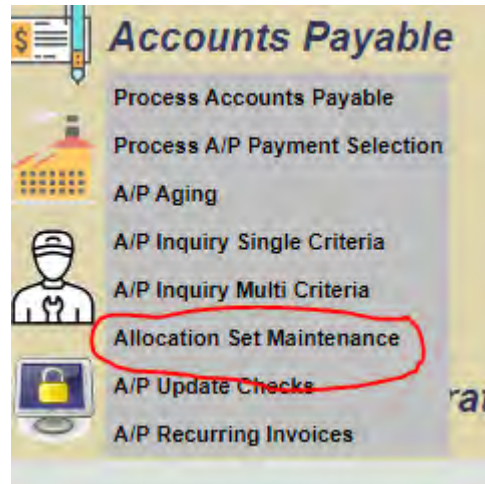 Accounts Payable
Process Accounts Payable
Process A/P Payment Selection
A/P Aging
A/P Inquiry Single Criteria
A/P Inquiry Multi Criteria
Allocation Set Maintenance
A/P Update Checks
A/P Recurring Invoices